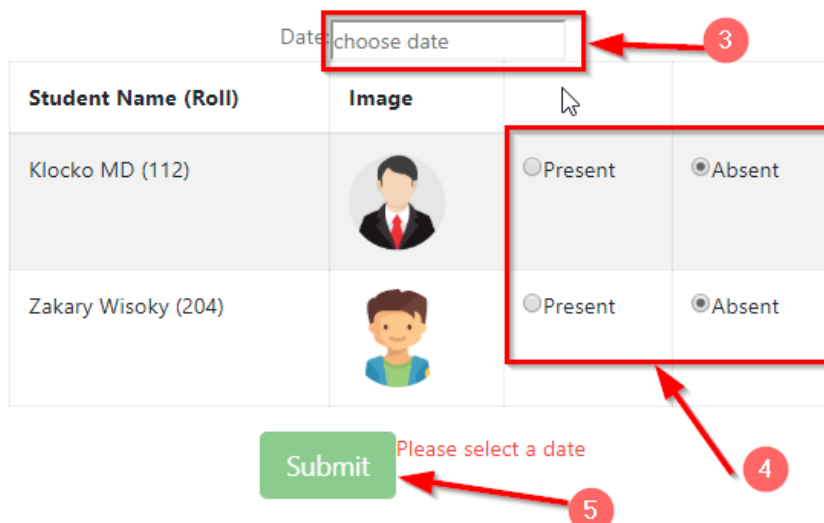 Date: choose date
3
Student Name (Roll) Image
Klocko MD (112) Present Absent
Zakary Wisoky (204) Present Absent
Submit Please select a date
4
5